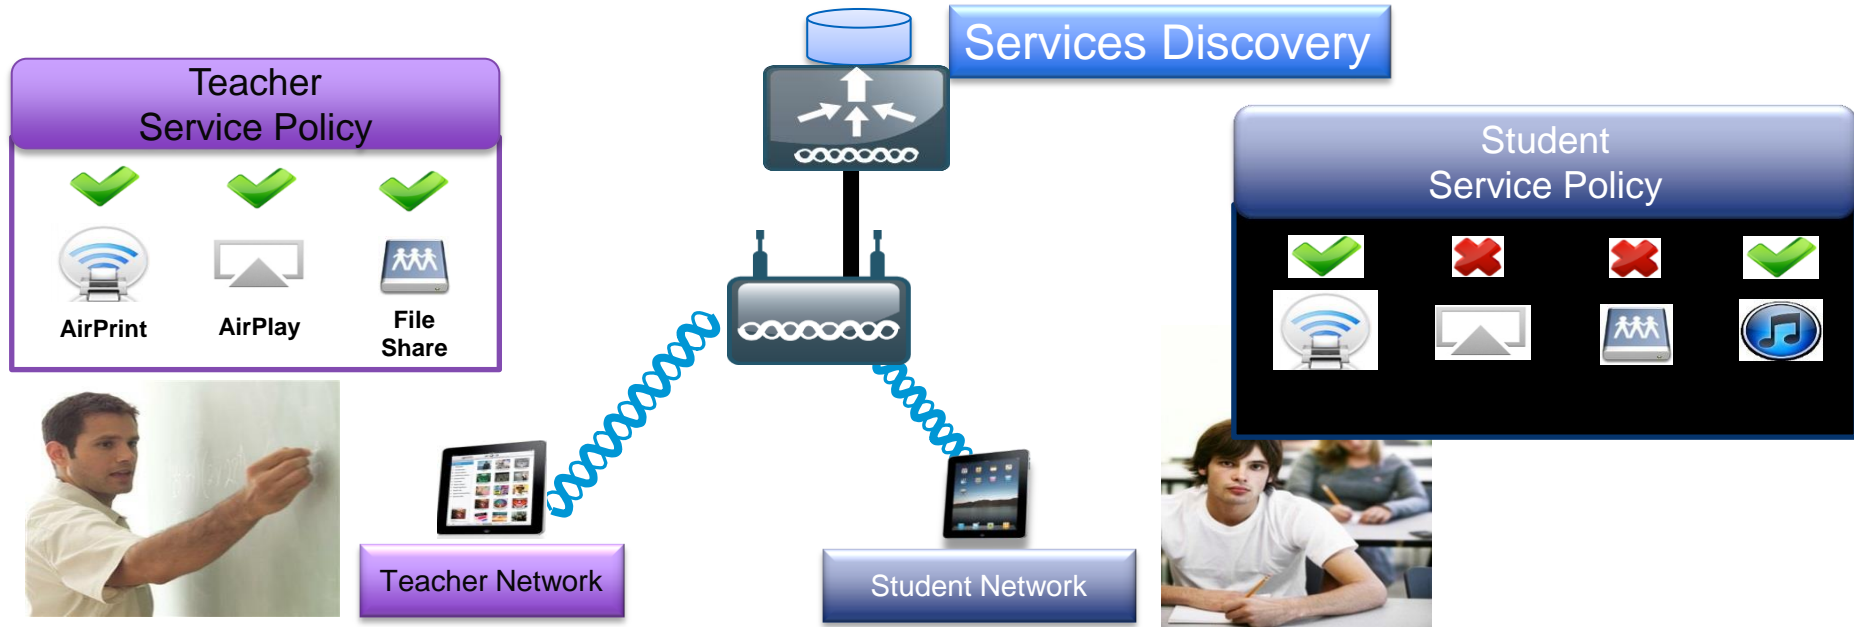 Services Discovery
Teacher
Service Policy
AirPrint
AirPlay
File
Share
Student
Service Policy
Teacher Network
Student Network